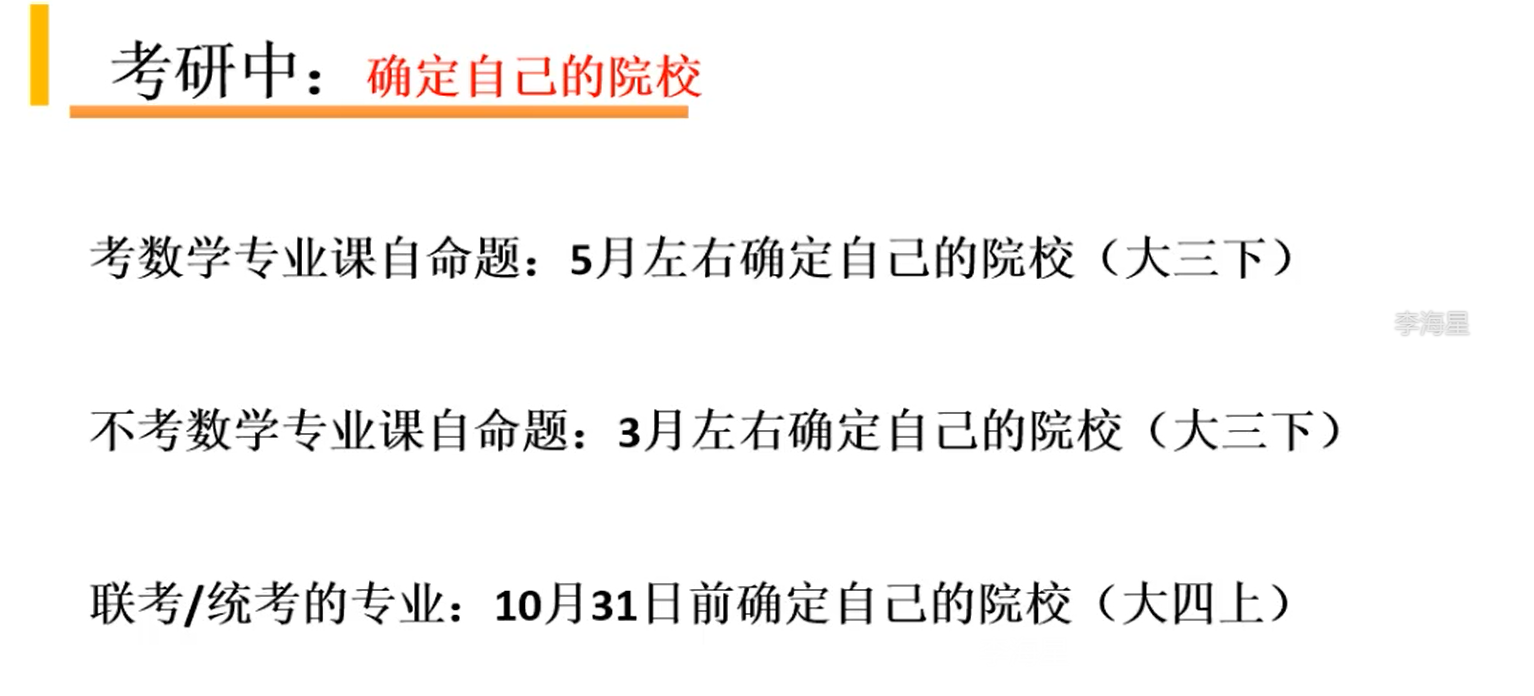 考研中：确定自己的院校
考数学专业课自命题：5月左右确定自己的院校（大三下）
李海星
不考数学专业课自命题：3月左右确定自己的院校（大三下）
联考/统考的专业：10月31日前确定自己的院校（大四上）